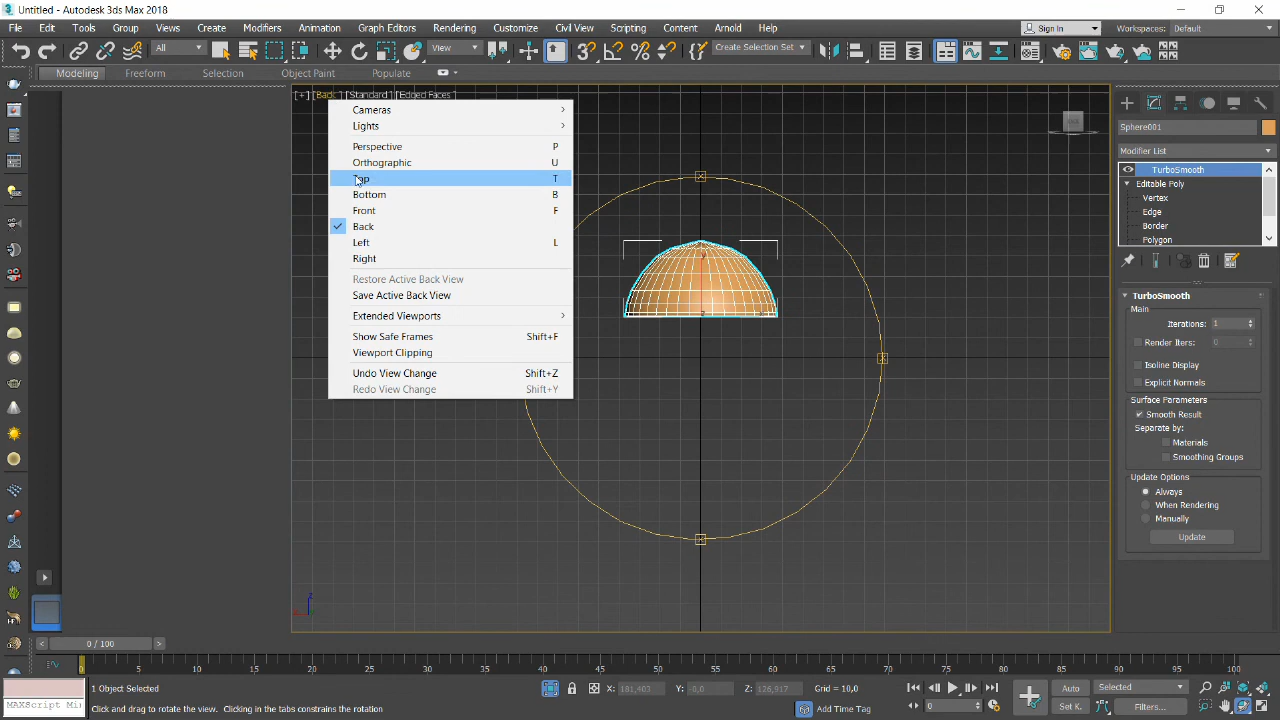 Untitled - Autodesk 3ds Max 2018
File Edit Tools Group Views Create Modifiers Animation Graph Editors Rendering Customize Civil View Scripting Content Arnold Help
Sign In
Workspaces: Default
All
View
Create Selection Set
Modeling Freeform Selection Object Paint Populate
[+] [Back ] [Standard ] [Edged Faces ]
Cameras
Lights
Perspective P
Orthographic U
Top T
Bottom B
Front F
Back
Left L
Right
Restore Active Back View
Save Active Back View
Extended Viewports
Show Safe Frames Shift+F
Viewport Clipping
Undo View Change Shift+Z
Redo View Change Shift+Y
Sphere001
Modifier List
TurboSmooth
Editable Poly
Vertex
Edge
Border
Polygon
TurboSmooth
Main
Iterations: 1
Render Iters: 0
Isoline Display
Explicit Normals
Surface Parameters
Smooth Result
Separate by:
Materials
Smoothing Groups
Update Options
Always
When Rendering
Manually
Update
0 / 100
0 5 10 15 20 25 30 35 40 45 50 55 60 65 70 75 80 85 90 95 100
1 Object Selected
X: 181,403 Y: -0,0 Z: 126,917 Grid = 10,0
Auto Selected
MAXScript Mi
Click and drag to rotate the view. Clicking in the tabs constrains the rotation
Add Time Tag
0
Set K. Filters...